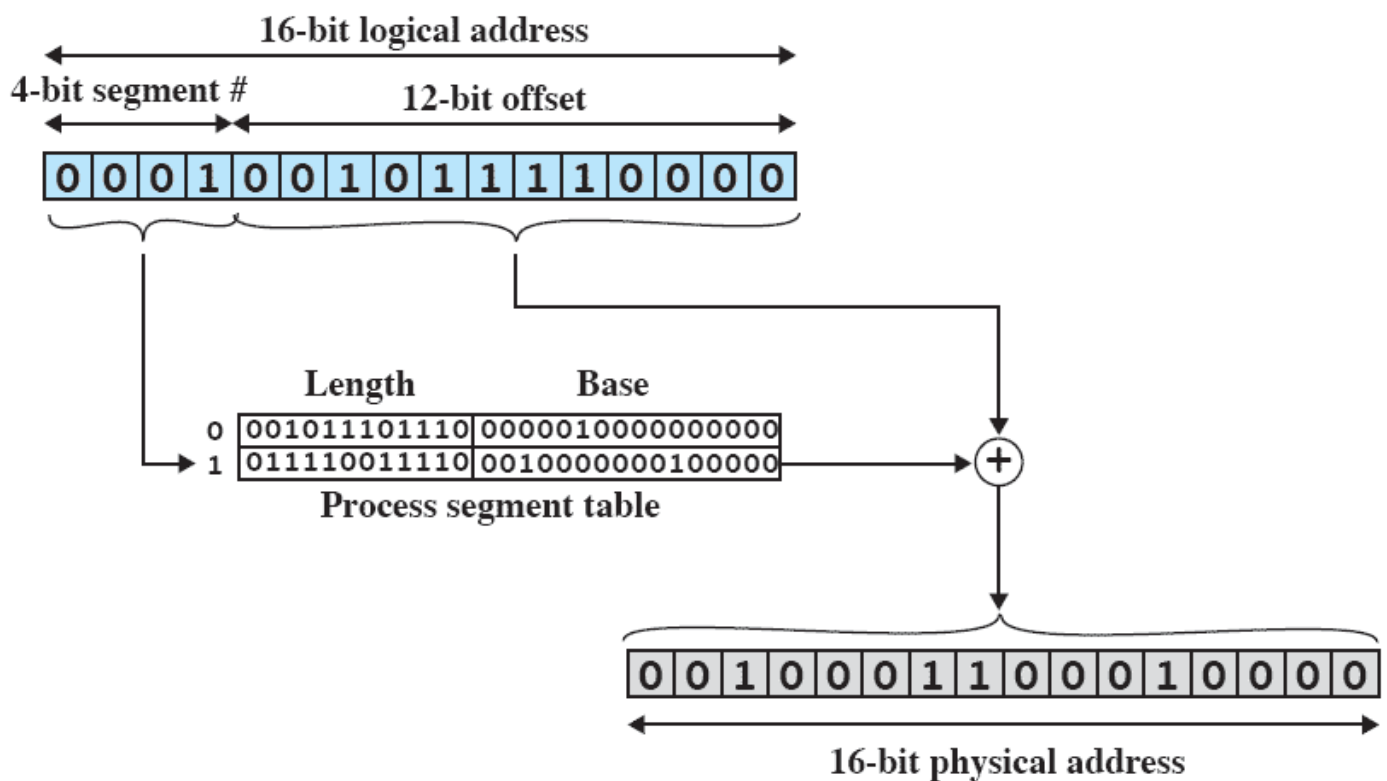 16-bit logical address
4-bit segment #
12-bit offset
0 0 0 1 0 0 1 0 1 1 1 1 0 0 0 0
Length Base
0 001011101110 0000010000000000
1 011110011110 0010000000100000
Process segment table
+
0 0 1 0 0 0 1 1 0 0 0 1 0 0 0 0
16-bit physical address